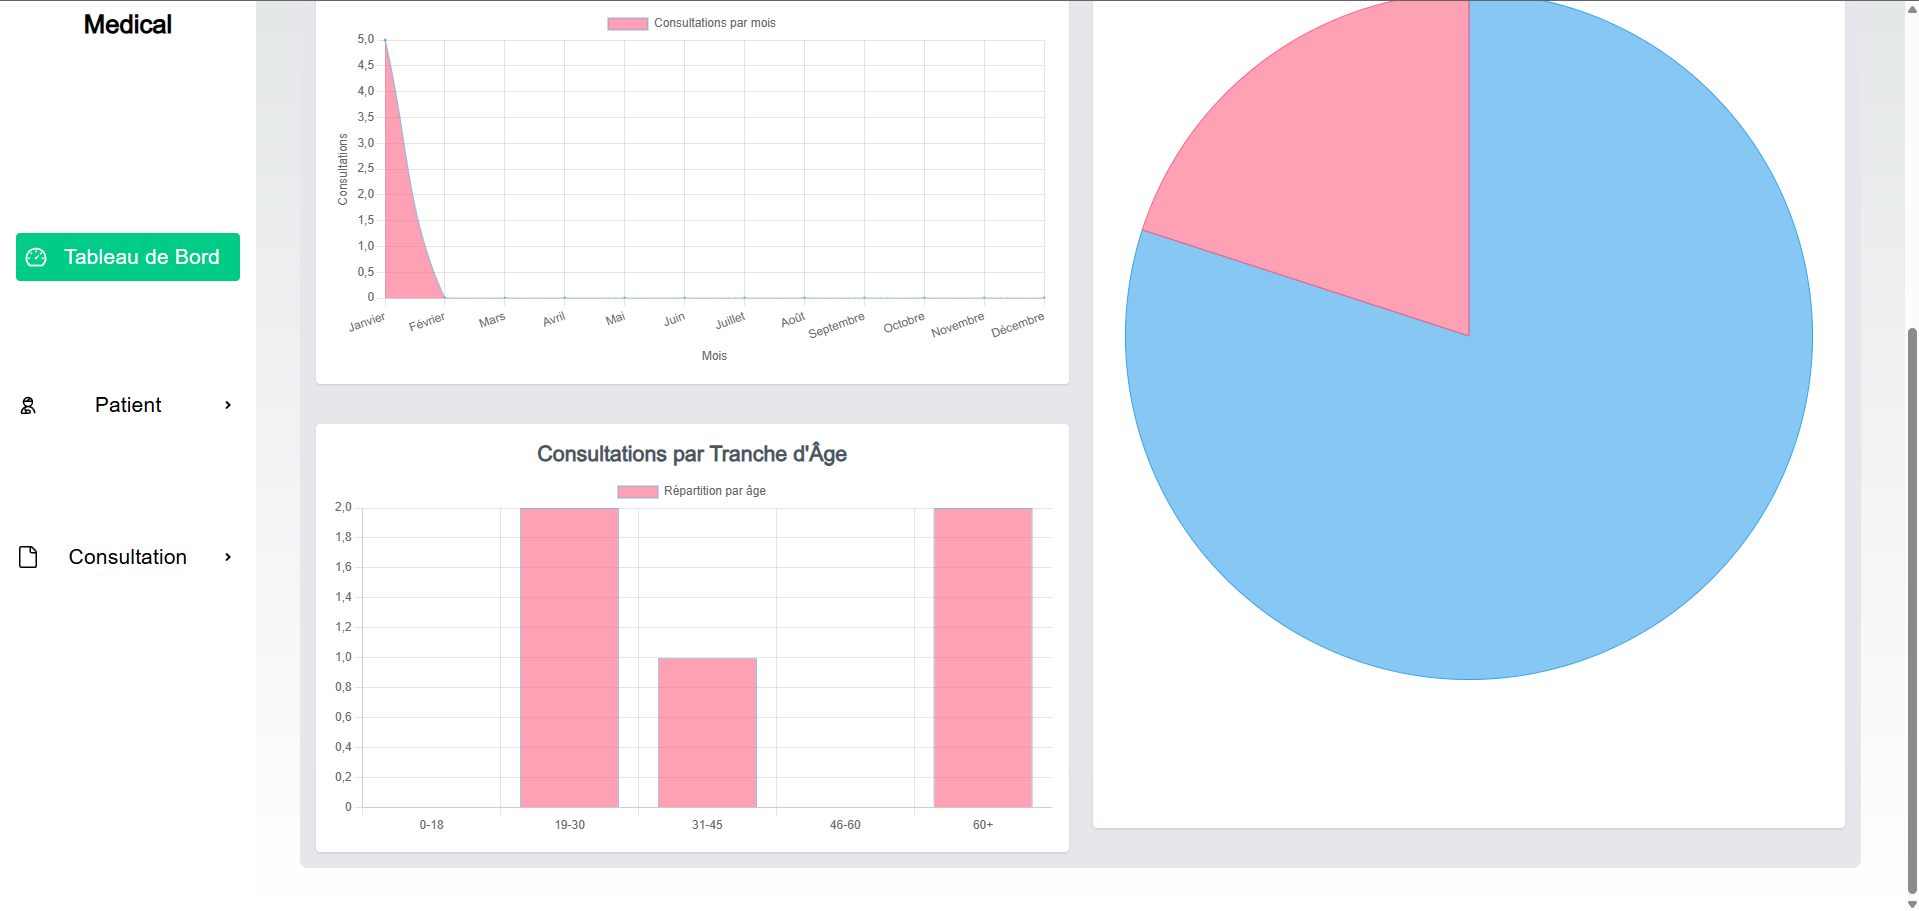 Medical
Tableau de Bord
Patient
Consultation
Consultations par mois
5,0
4,5
4,0
3,5
3,0
2,5
2,0
1,5
1,0
0,5
0
Consultations
Janvier Février Mars Avril Mai Juin Juillet Août Septembre Octobre Novembre Décembre
Mois
Consultations par Tranche d'Âge
Répartition par âge
2,0
1,8
1,6
1,4
1,2
1,0
0,8
0,6
0,4
0,2
0
0-18 19-30 31-45 46-60 60+